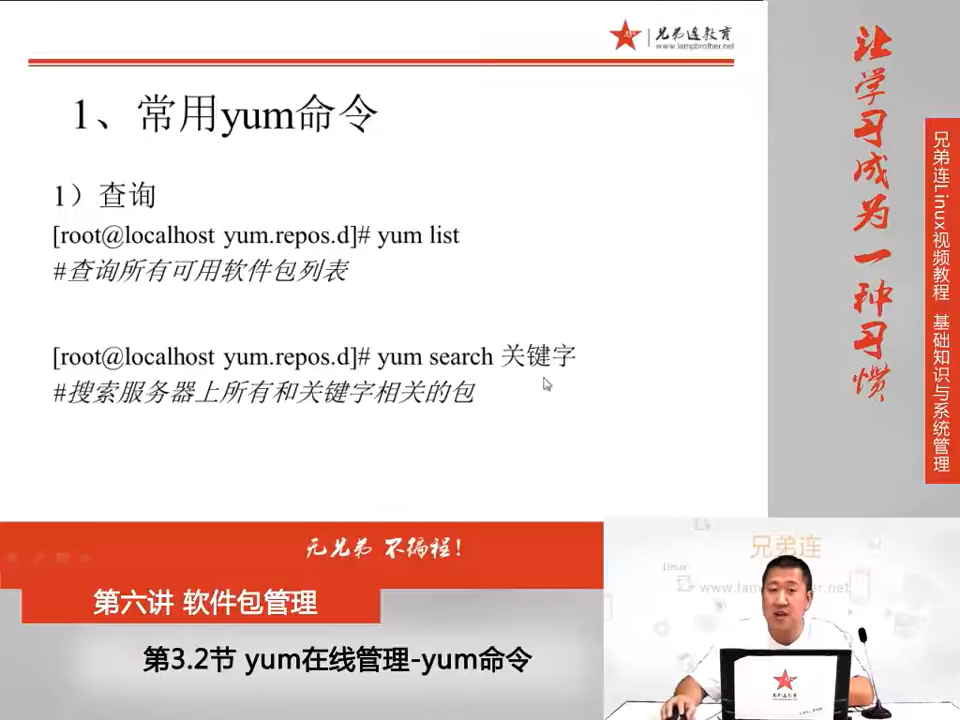 兄弟连教育
www.lampbrother.net
1、常用yum命令
1）查询
[root@localhost yum.repos.d]# yum list
#查询所有可用软件包列表
[root@localhost yum.repos.d]# yum search 关键字
#搜索服务器上所有和关键字相关的包
让学习成为一种习惯
兄弟连Linux视频教程 基础知识与系统管理
无兄弟 不编程！
第六讲 软件包管理
第3.2节 yum在线管理-yum命令
兄弟连
Linux